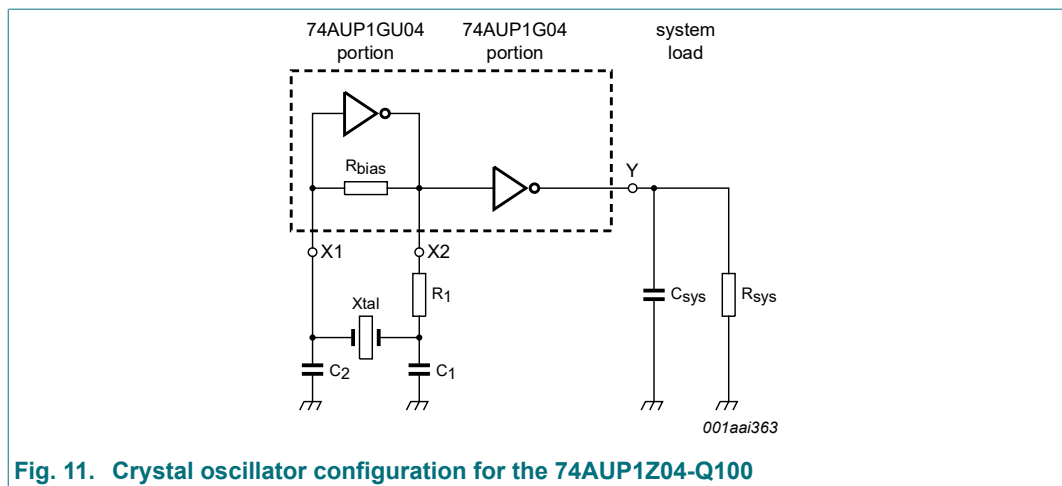 74AUP1GU04
portion
74AUP1G04
portion
system
load
Rbias
Y
X1
X2
R1
Xtal
Csys
Rsys
C2
C1
001aai363
Fig. 11. Crystal oscillator configuration for the 74AUP1Z04-Q100